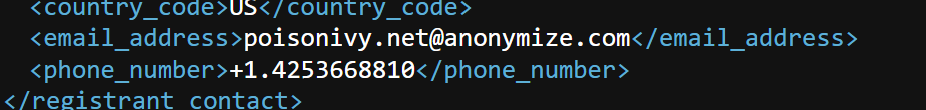 <country_code>US</country_code>
<email_address>poisonivy.net@anonymize.com</email_address>
<phone_number>+1.4253668810</phone_number>
</registrant_contact>